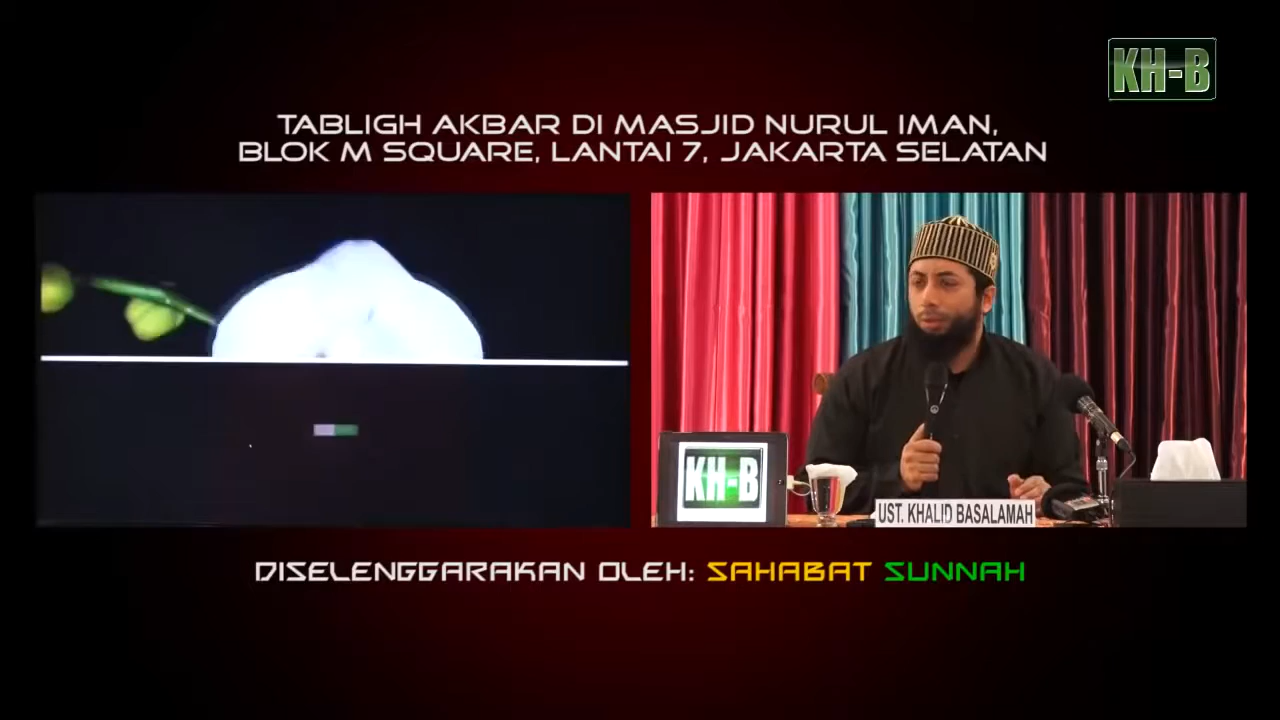 KH-B
TABLIGH AKBAR DI MASJID NURUL IMAN,
BLOK M SQUARE, LANTAI 7, JAKARTA SELATAN
KH-B
UST. KHALID BASALAMAH
DISELENGGARAKAN OLEH: SAHABAT SUNNAH